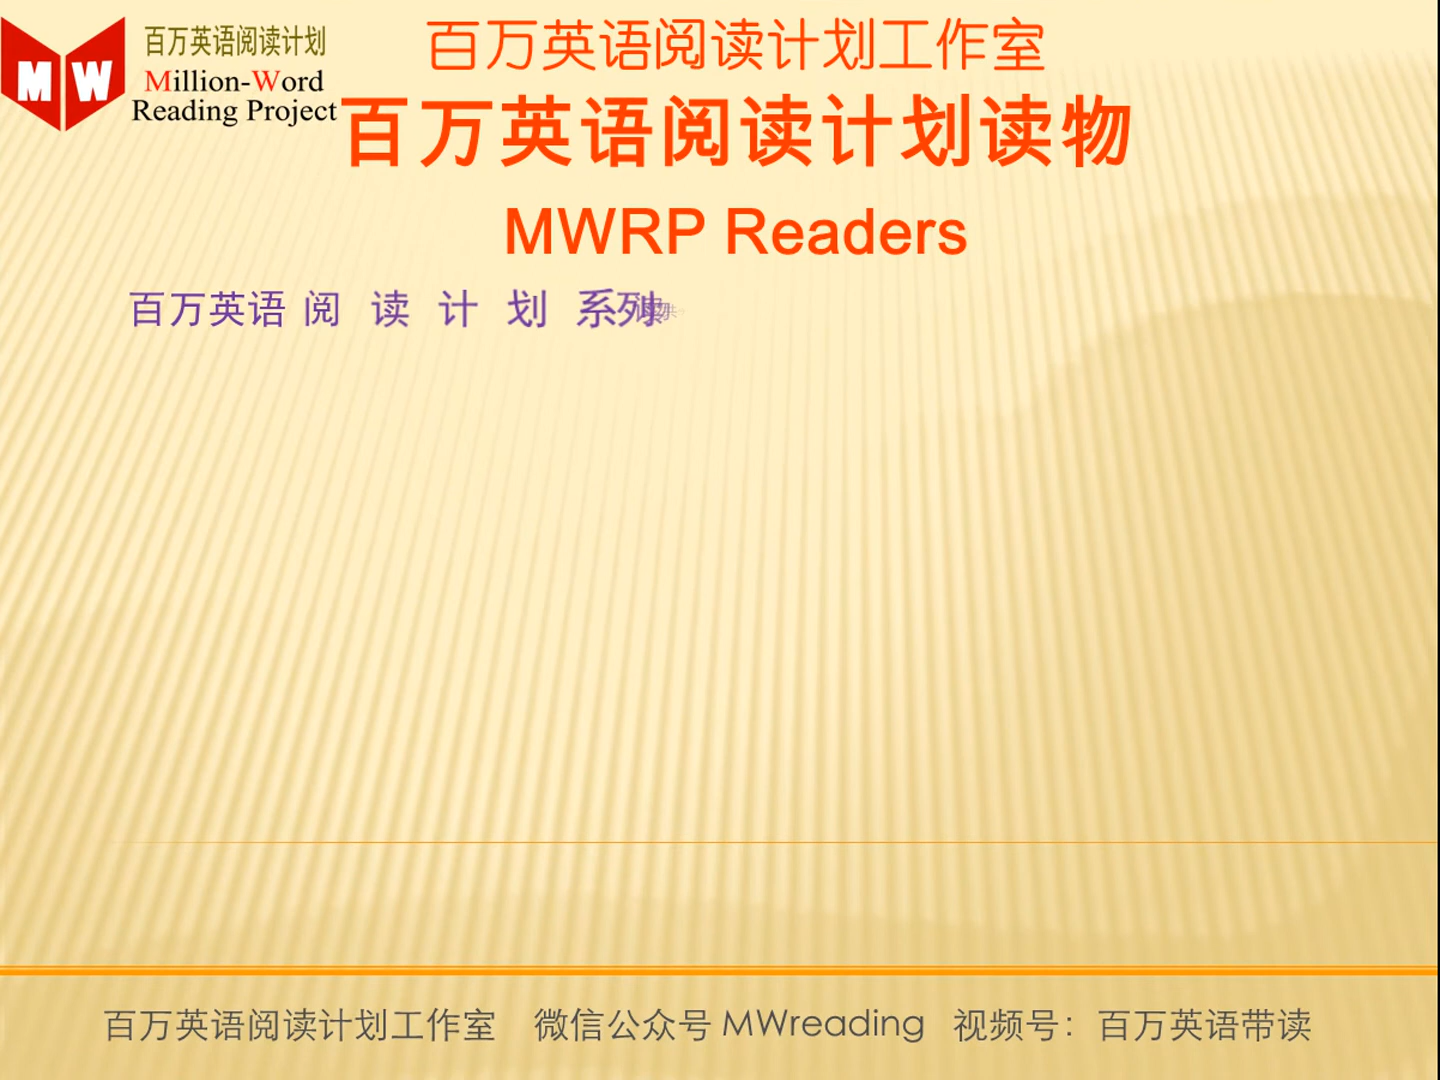 百万英语阅读计划
Million-Word
Reading Project
M W
百万英语阅读计划工作室
百万英语阅读计划读物
MWRP Readers
百万英语 阅 读 计 划 系列
百万英语阅读计划工作室 微信公众号 MWreading 视频号：百万英语带读